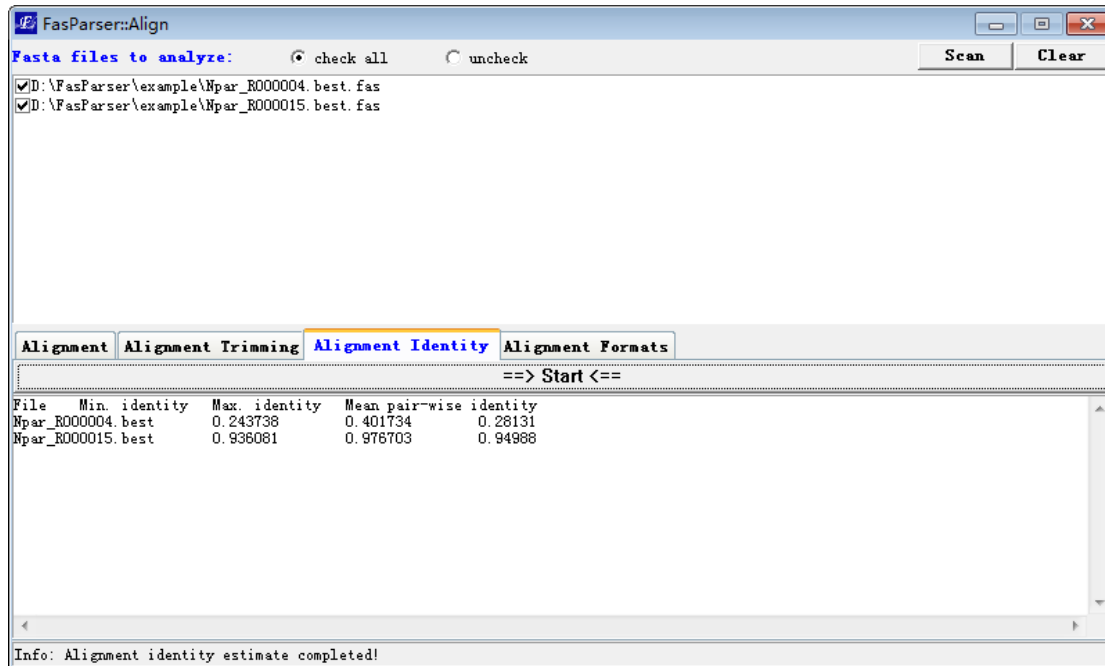 FasParser::Align
Fasta files to analyze: check all uncheck Scan Clear
D:\FasParser\example\Npar_R000004.best.fas
D:\FasParser\example\Npar_R000015.best.fas
Alignment Alignment Trimming Alignment Identity Alignment Formats
==> Start <==
File Min. identity Max. identity Mean pair-wise identity
Npar_R000004.best 0.243738 0.401734 0.28131
Npar_R000015.best 0.936081 0.976703 0.94988
Info: Alignment identity estimate completed!